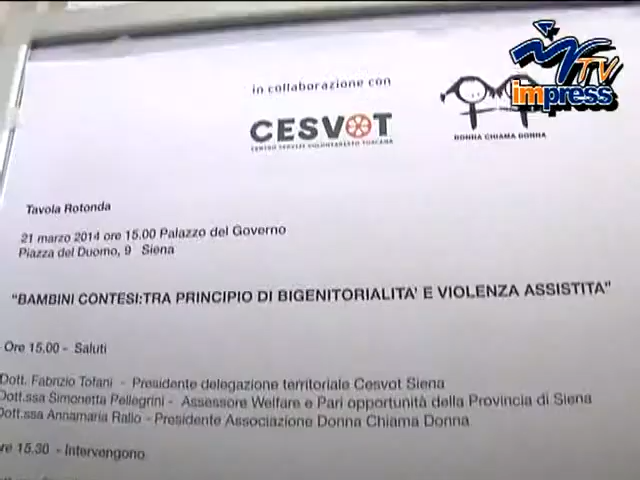 TV
impress
in collaborazione con
CESVOT
CENTRO SERVIZI VOLONTARIATO TOSCANA
DONNA CHIAMA DONNA
Tavola Rotonda
21 marzo 2014 ore 15.00 Palazzo del Governo
Piazza del Duomo, 9 Siena
"BAMBINI CONTESI:TRA PRINCIPIO DI BIGENITORIALITA' E VIOLENZA ASSISTITA"
Ore 15.00 - Saluti
Dott. Fabrizio Tofani - Presidente delegazione territoriale Cesvot Siena
Dott.ssa Simonetta Pellegrini - Assessore Welfare e Pari opportunità della Provincia di Siena
Dott.ssa Annamaria Rallo - Presidente Associazione Donna Chiama Donna
re 15.30 - Intervengono